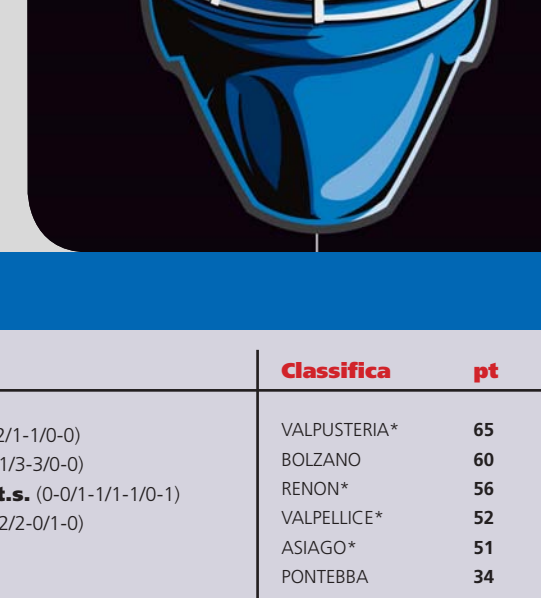 Classifica pt
2/1-1/0-0)
1/3-3/0-0)
t.s. (0-0/1-1/1-1/0-1)
2/2-0/1-0)
VALPUSTERIA* 65
BOLZANO 60
RENON* 56
VALPELLICE* 52
ASIAGO* 51
PONTEBBA 34